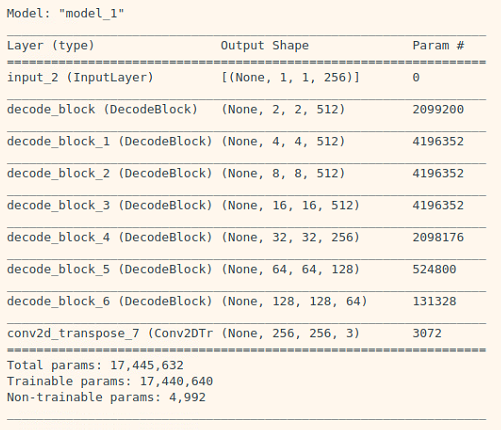 Model: "model_1"
Layer (type) Output Shape Param #
input_2 (InputLayer) [(None, 1, 1, 256)] 0
decode_block (DecodeBlock) (None, 2, 2, 512) 2099200
decode_block_1 (DecodeBlock) (None, 4, 4, 512) 4196352
decode_block_2 (DecodeBlock) (None, 8, 8, 512) 4196352
decode_block_3 (DecodeBlock) (None, 16, 16, 512) 4196352
decode_block_4 (DecodeBlock) (None, 32, 32, 256) 2098176
decode_block_5 (DecodeBlock) (None, 64, 64, 128) 524800
decode_block_6 (DecodeBlock) (None, 128, 128, 64) 131328
conv2d_transpose_7 (Conv2DTr (None, 256, 256, 3) 3072
Total params: 17,445,632
Trainable params: 17,440,640
Non-trainable params: 4,992